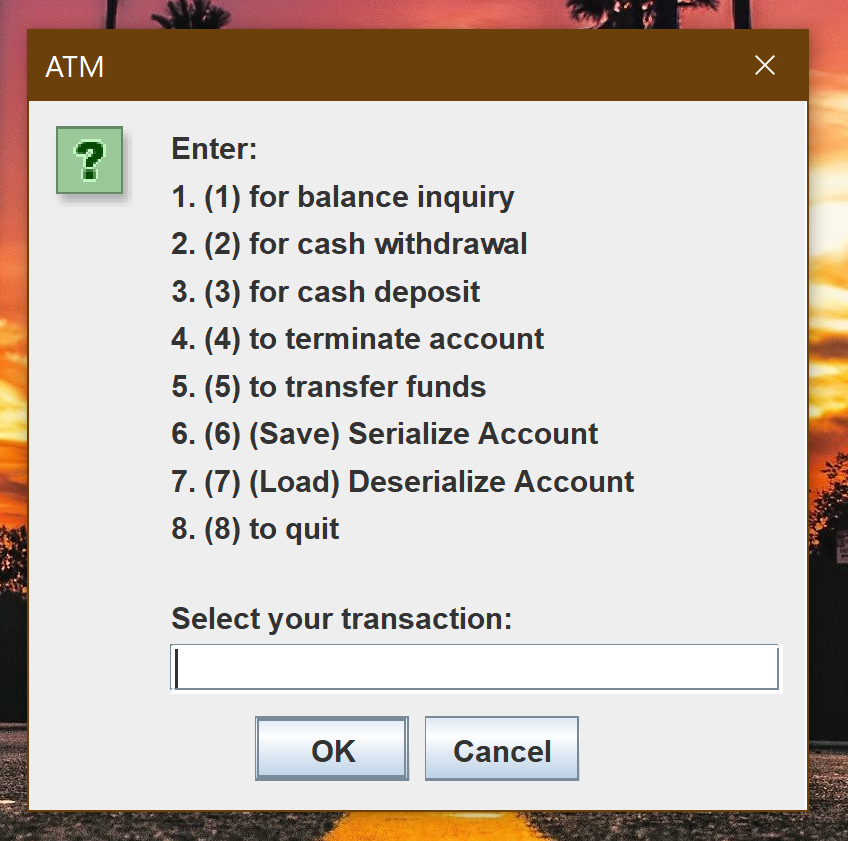 ATM
Enter:
1. (1) for balance inquiry
2. (2) for cash withdrawal
3. (3) for cash deposit
4. (4) to terminate account
5. (5) to transfer funds
6. (6) (Save) Serialize Account
7. (7) (Load) Deserialize Account
8. (8) to quit
Select your transaction:
OK Cancel